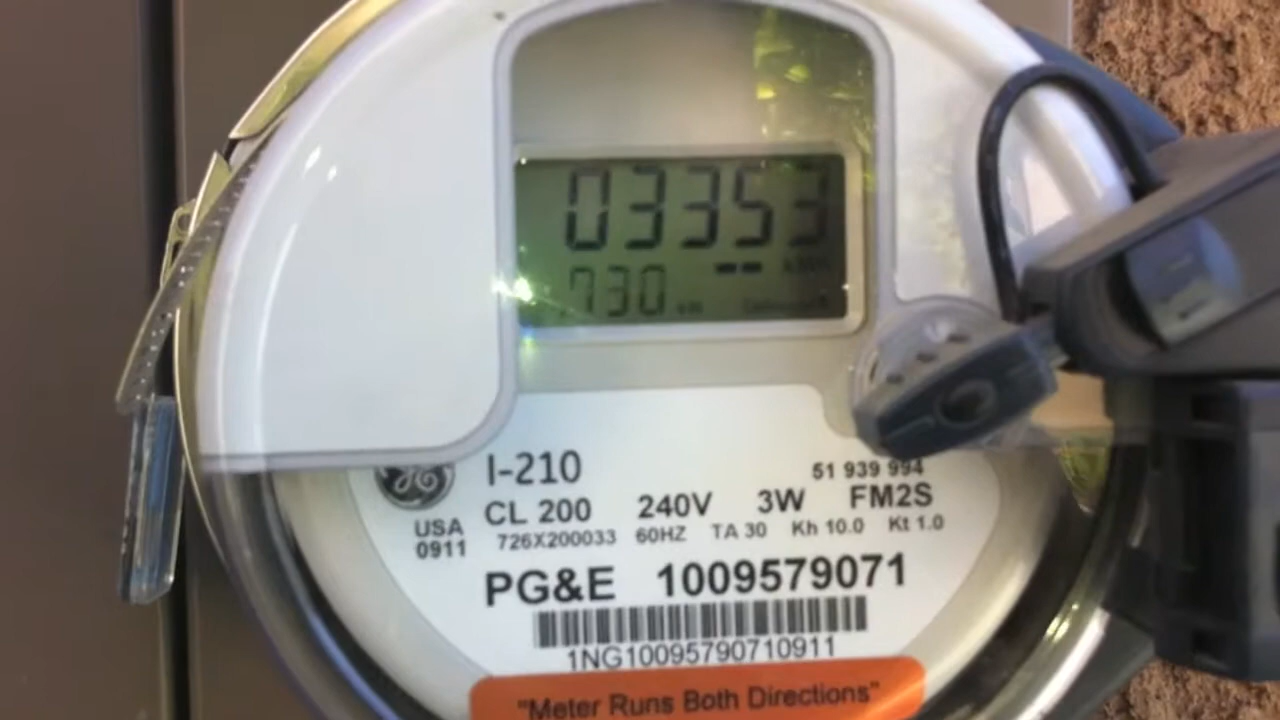 03353
730 kW
I-210
51 939 994
CL 200 240V 3W FM2S
USA
0911
726X200033 60HZ TA 30 Kh 10.0 Kt 1.0
PG&E 1009579071
1NG10095790710911
"Meter Runs Both Directions"